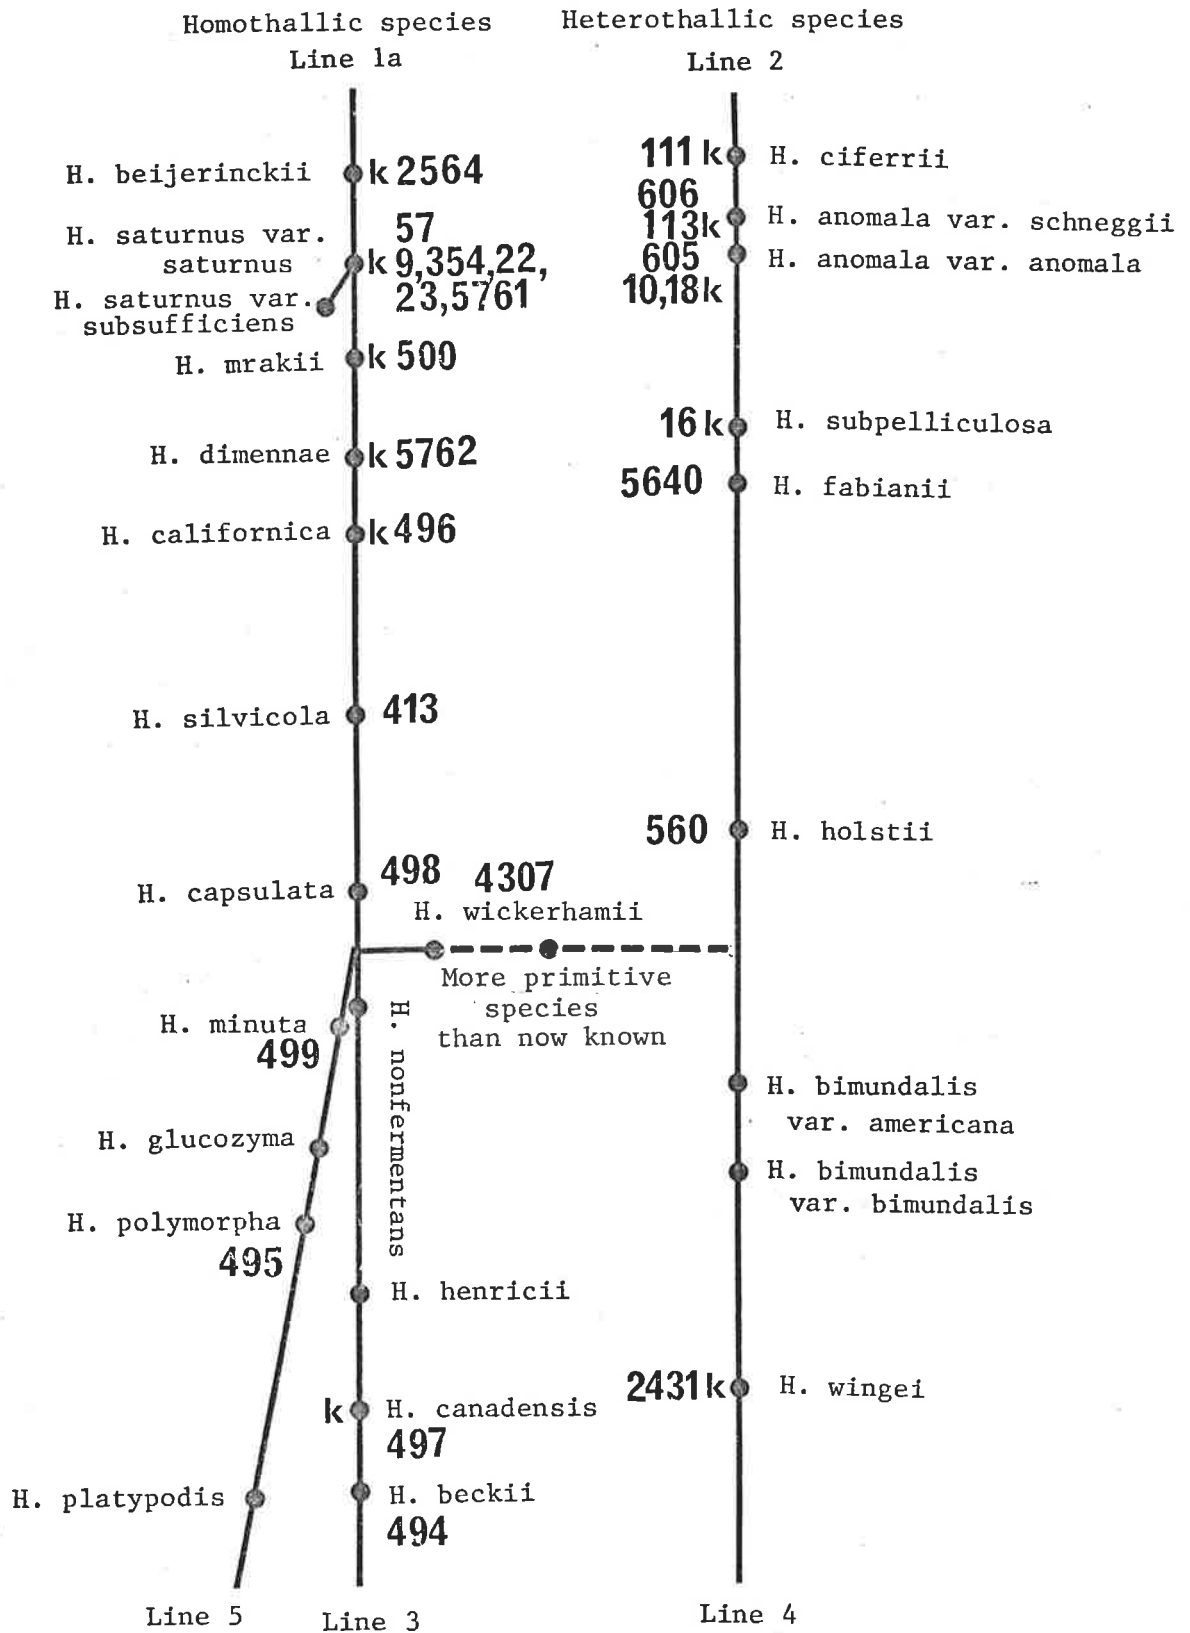 Homothallic species
Line 1a
Heterothallic species
Line 2
H. beijerinckii
k 2564
H. saturnus var.
saturnus
57
k 9,354,22,
23,5761
H. saturnus var.
subsufficiens
H. mrakii
k 500
H. dimennae
k 5762
H. californica
k 496
H. silvicola
413
H. capsulata
498
4307
H. wickerhamii
More primitive
species
than now known
H. minuta
499
H. nonfermentans
H. glucozyma
H. polymorpha
495
H. henricii
k
H. canadensis
497
H. platypodis
H. beckii
494
Line 5
Line 3
111 k
H. ciferrii
606
113k
H. anomala var. schneggii
605
10,18k
H. anomala var. anomala
16 k
H. subpelliculosa
5640
H. fabianii
560
H. holstii
H. bimundalis
var. americana
H. bimundalis
var. bimundalis
2431 k
H. wingei
Line 4